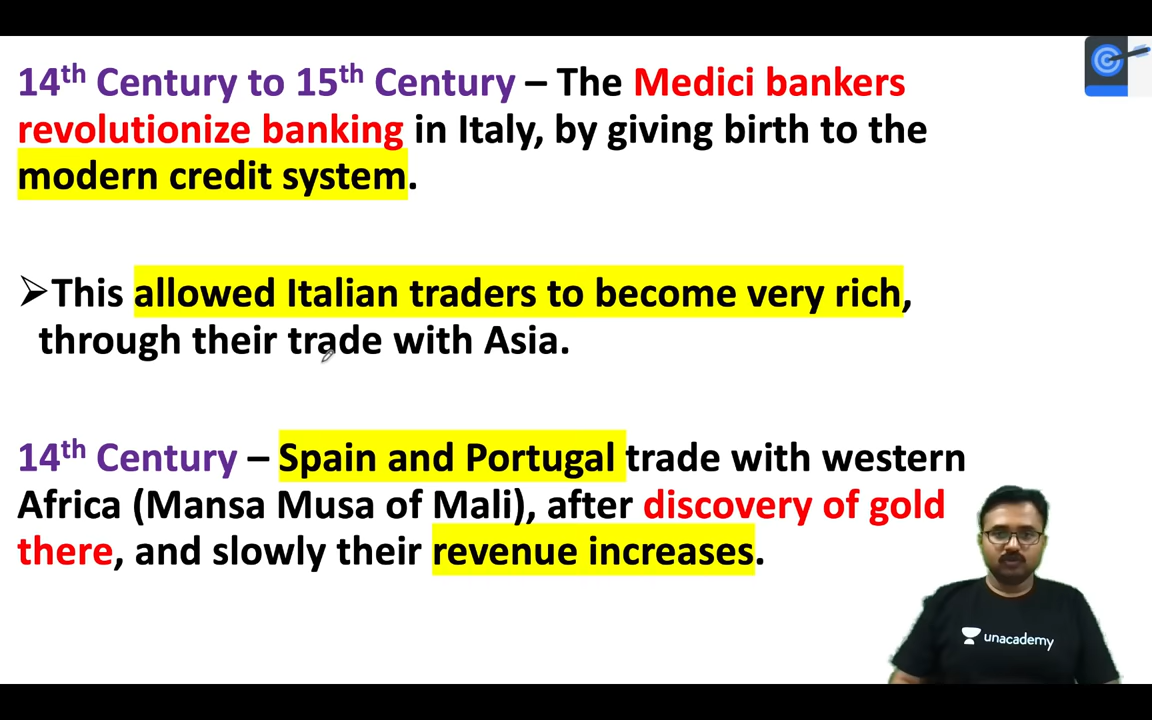 14th Century to 15th Century – The Medici bankers
revolutionize banking in Italy, by giving birth to the
modern credit system.
➢This allowed Italian traders to become very rich,
through their trade with Asia.
14th Century – Spain and Portugal trade with western
Africa (Mansa Musa of Mali), after discovery of gold
there, and slowly their revenue increases.
unacademy